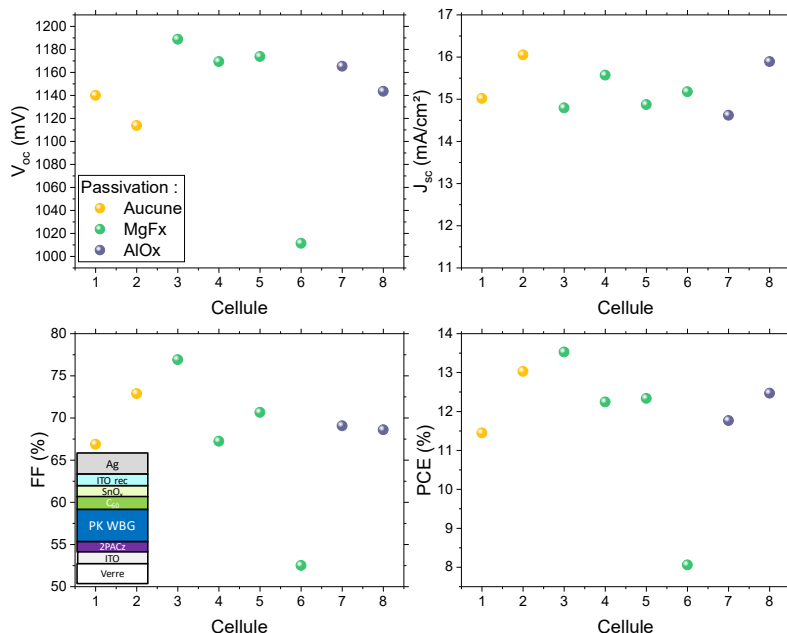 1200
1180
1160
1140
1120
1100
1080
1060
1040
1020
1000
V_oc (mV)
Passivation :
Aucune
MgFx
AlOx
1 2 3 4 5 6 7 8
Cellule
17
16
15
14
13
12
11
J_sc (mA/cm²)
1 2 3 4 5 6 7 8
Cellule
80
75
70
65
60
55
50
FF (%)
Ag
ITO rec
SnOₓ
C₆₀
PK WBG
2PACz
ITO
Verre
1 2 3 4 5 6 7 8
Cellule
14
13
12
11
10
9
8
PCE (%)
1 2 3 4 5 6 7 8
Cellule